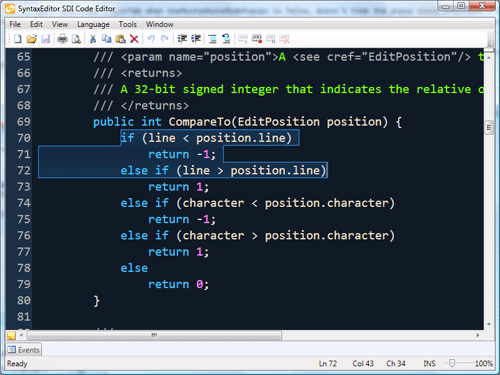 SyntaxEditor SDI Code Editor
File Edit View Language Tools Window
65 /// <param name="position">A <see cref="EditPosition"/> t
66 /// <returns>
67 /// A 32-bit signed integer that indicates the relative o
68 /// </returns>
69 public int CompareTo(EditPosition position) {
70 if (line < position.line)
71 return -1;
72 else if (line > position.line)
73 return 1;
74 else if (character < position.character)
75 return -1;
76 else if (character > position.character)
77 return 1;
78 else
79 return 0;
80 }
81
Events
Ready Ln 72 Col 43 Ch 34 INS 100%